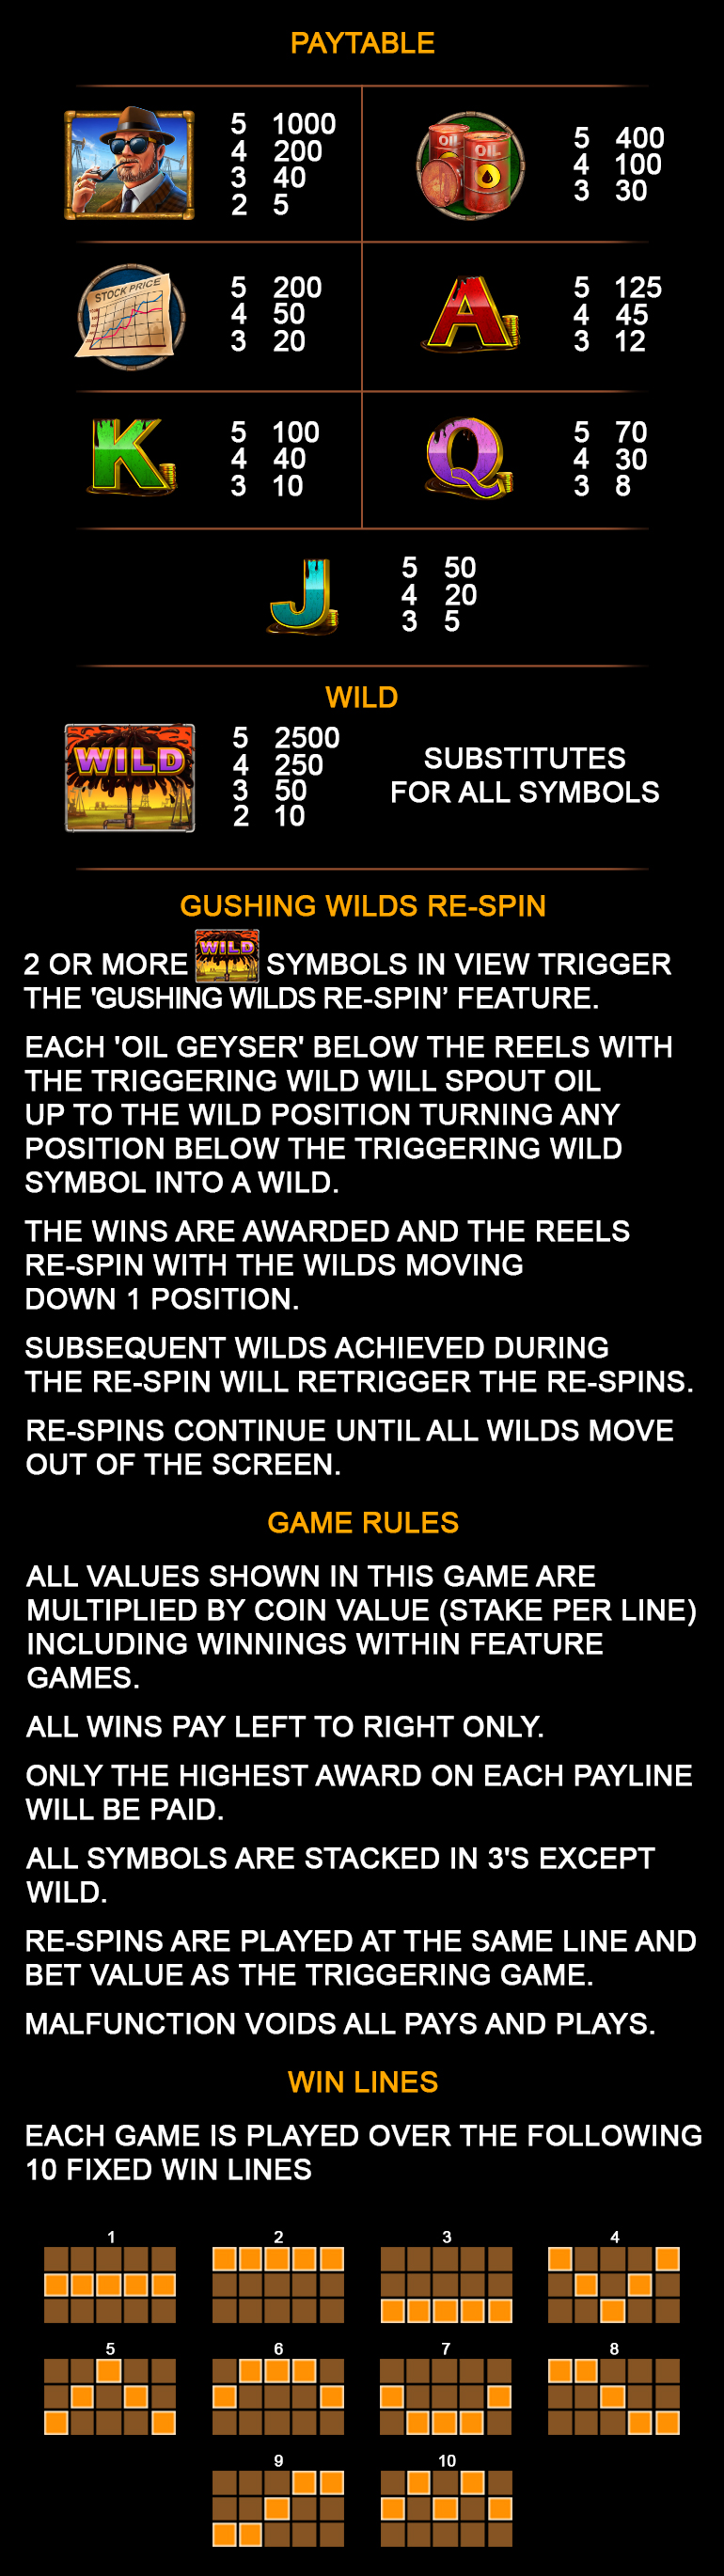 PAYTABLE
5 1000
4 200
3 40
2 5
OIL
OIL
5 400
4 100
3 30
STOCK PRICE
5 200
4 50
3 20
A
5 125
4 45
3 12
K
5 100
4 40
3 10
Q
5 70
4 30
3 8
J
5 50
4 20
3 5
WILD
WILD
5 2500
4 250
3 50
2 10
SUBSTITUTES
FOR ALL SYMBOLS
GUSHING WILDS RE-SPIN
2 OR MORE WILD SYMBOLS IN VIEW TRIGGER
THE 'GUSHING WILDS RE-SPIN’ FEATURE.
EACH 'OIL GEYSER' BELOW THE REELS WITH
THE TRIGGERING WILD WILL SPOUT OIL
UP TO THE WILD POSITION TURNING ANY
POSITION BELOW THE TRIGGERING WILD
SYMBOL INTO A WILD.
THE WINS ARE AWARDED AND THE REELS
RE-SPIN WITH THE WILDS MOVING
DOWN 1 POSITION.
SUBSEQUENT WILDS ACHIEVED DURING
THE RE-SPIN WILL RETRIGGER THE RE-SPINS.
RE-SPINS CONTINUE UNTIL ALL WILDS MOVE
OUT OF THE SCREEN.
GAME RULES
ALL VALUES SHOWN IN THIS GAME ARE
MULTIPLIED BY COIN VALUE (STAKE PER LINE)
INCLUDING WINNINGS WITHIN FEATURE
GAMES.
ALL WINS PAY LEFT TO RIGHT ONLY.
ONLY THE HIGHEST AWARD ON EACH PAYLINE
WILL BE PAID.
ALL SYMBOLS ARE STACKED IN 3'S EXCEPT
WILD.
RE-SPINS ARE PLAYED AT THE SAME LINE AND
BET VALUE AS THE TRIGGERING GAME.
MALFUNCTION VOIDS ALL PAYS AND PLAYS.
WIN LINES
EACH GAME IS PLAYED OVER THE FOLLOWING
10 FIXED WIN LINES
1 2 3 4
5 6 7 8
9 10